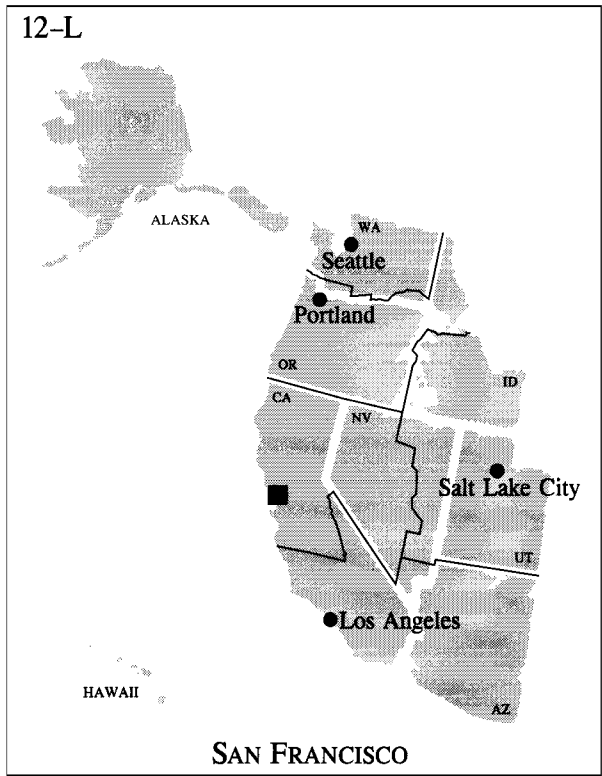 12–L
ALASKA
WA
Seattle
Portland
OR
CA
ID
NV
Salt Lake City
UT
Los Angeles
HAWAII
AZ
SAN FRANCISCO